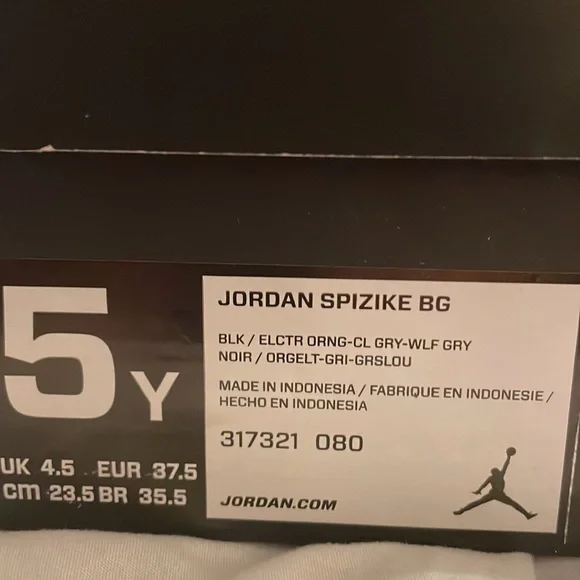 5 Y
UK 4.5 EUR 37.5
cm 23.5 BR 35.5
JORDAN SPIZIKE BG
BLK / ELCTR ORNG-CL GRY-WLF GRY
NOIR / ORGELT-GRI-GRSLOU
MADE IN INDONESIA / FABRIQUE EN INDONESIE /
HECHO EN INDONESIA
317321 080
JORDAN.COM